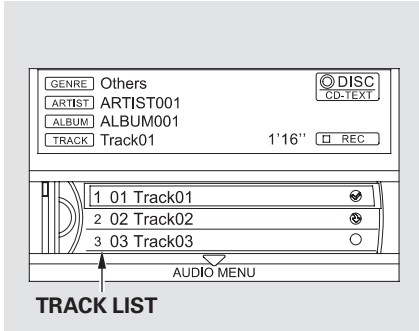 GENRE Others
DISC
CD-TEXT
ARTIST ARTIST001
ALBUM ALBUM001
TRACK Track01 1'16'' REC
1 01 Track01
2 02 Track02
3 03 Track03
AUDIO MENU
TRACK LIST